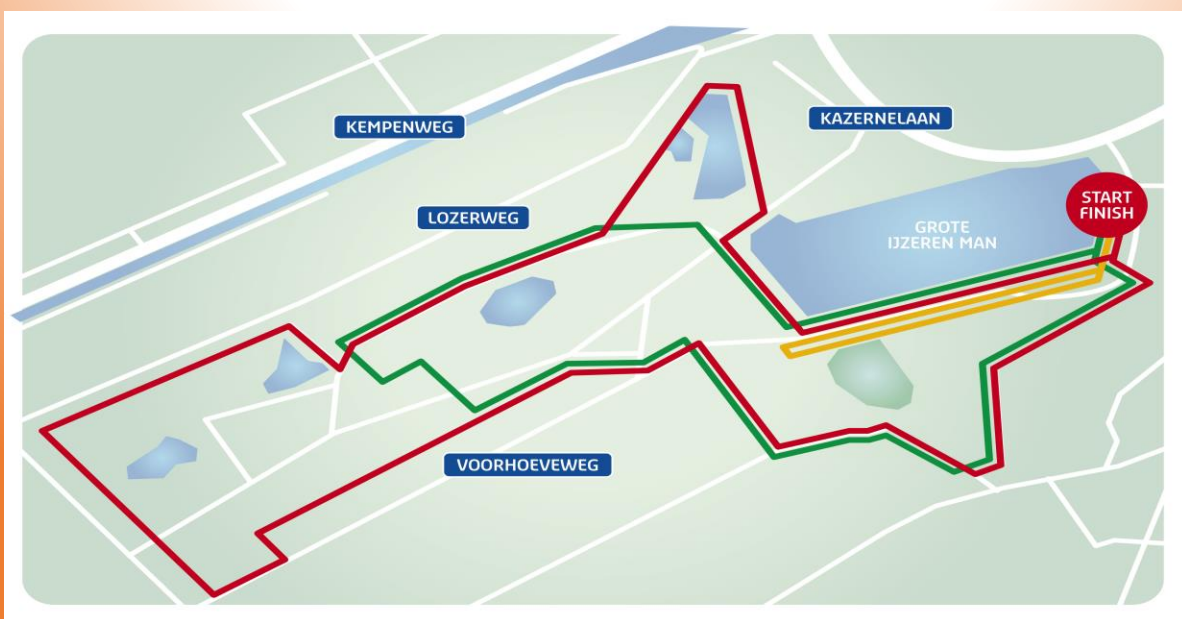 KEMPENWEG
KAZERNELAAN
START
FINISH
LOZERWEG
GROTE
IJZEREN MAN
VOORHOEVEWEG